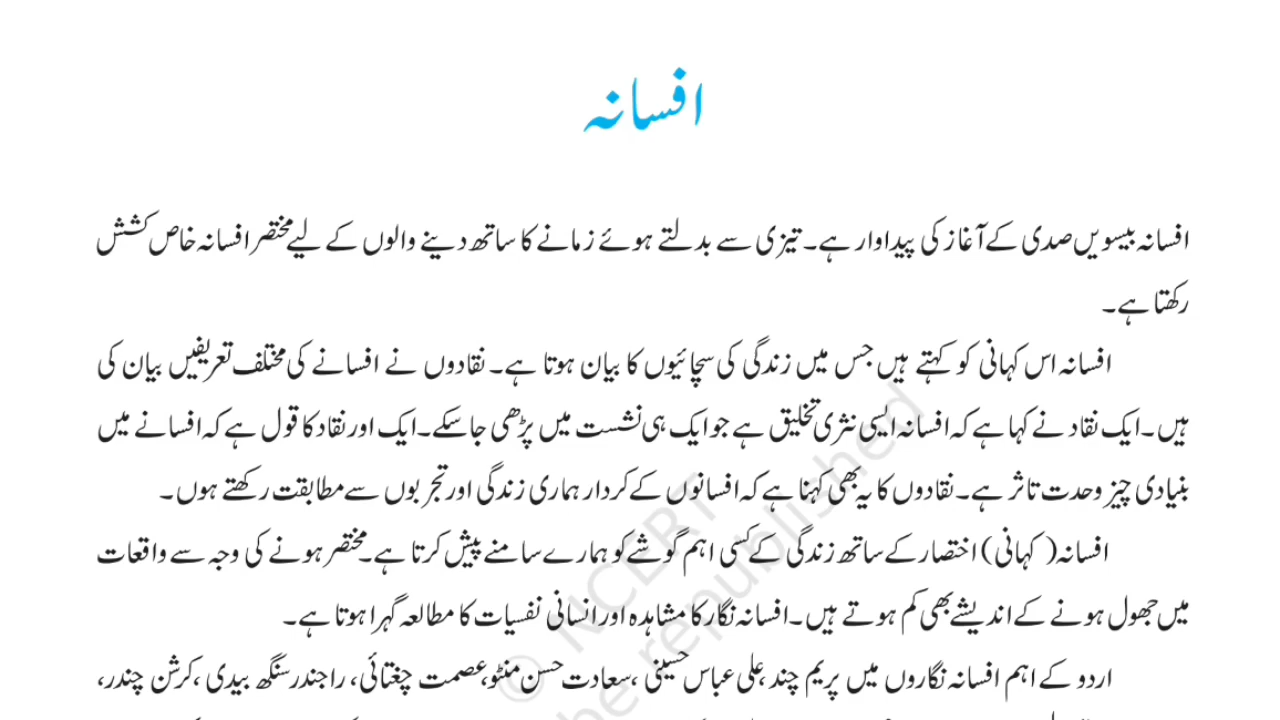 افسانہ
افسانہ بیسویں صدی کے آغاز کی پیداوار ہے۔ تیزی سے بدلتے ہوئے زمانے کا ساتھ دینے والوں کے لیے مختصر افسانہ خاص کشش
رکھتا ہے۔
افسانہ اس کہانی کو کہتے ہیں جس میں زندگی کی سچائیوں کا بیان ہوتا ہے۔ نقادوں نے افسانے کی مختلف تعریفیں بیان کی
ہیں۔ ایک نقاد نے کہا ہے کہ افسانہ ایسی نثری تخلیق ہے جو ایک ہی نشست میں پڑھی جا سکے۔ ایک اور نقاد کا قول ہے کہ افسانے میں
بنیادی چیز وحدت تاثر ہے۔ نقادوں کا یہ بھی کہنا ہے کہ افسانوں کے کردار ہماری زندگی اور تجربوں سے مطابقت رکھتے ہوں۔
افسانہ (کہانی) اختصار کے ساتھ زندگی کے کسی اہم گوشے کو ہمارے سامنے پیش کرتا ہے۔ مختصر ہونے کی وجہ سے واقعات
میں جھول ہونے کے اندیشے بھی کم ہوتے ہیں۔ افسانہ نگار کا مشاہدہ اور انسانی نفسیات کا مطالعہ گہرا ہوتا ہے۔
اردو کے اہم افسانہ نگاروں میں پریم چند، علی عباس حسینی، سعادت حسن منٹو، عصمت چغتائی، راجندر سنگھ بیدی، کرشن چندر،
© NCERT
be republished